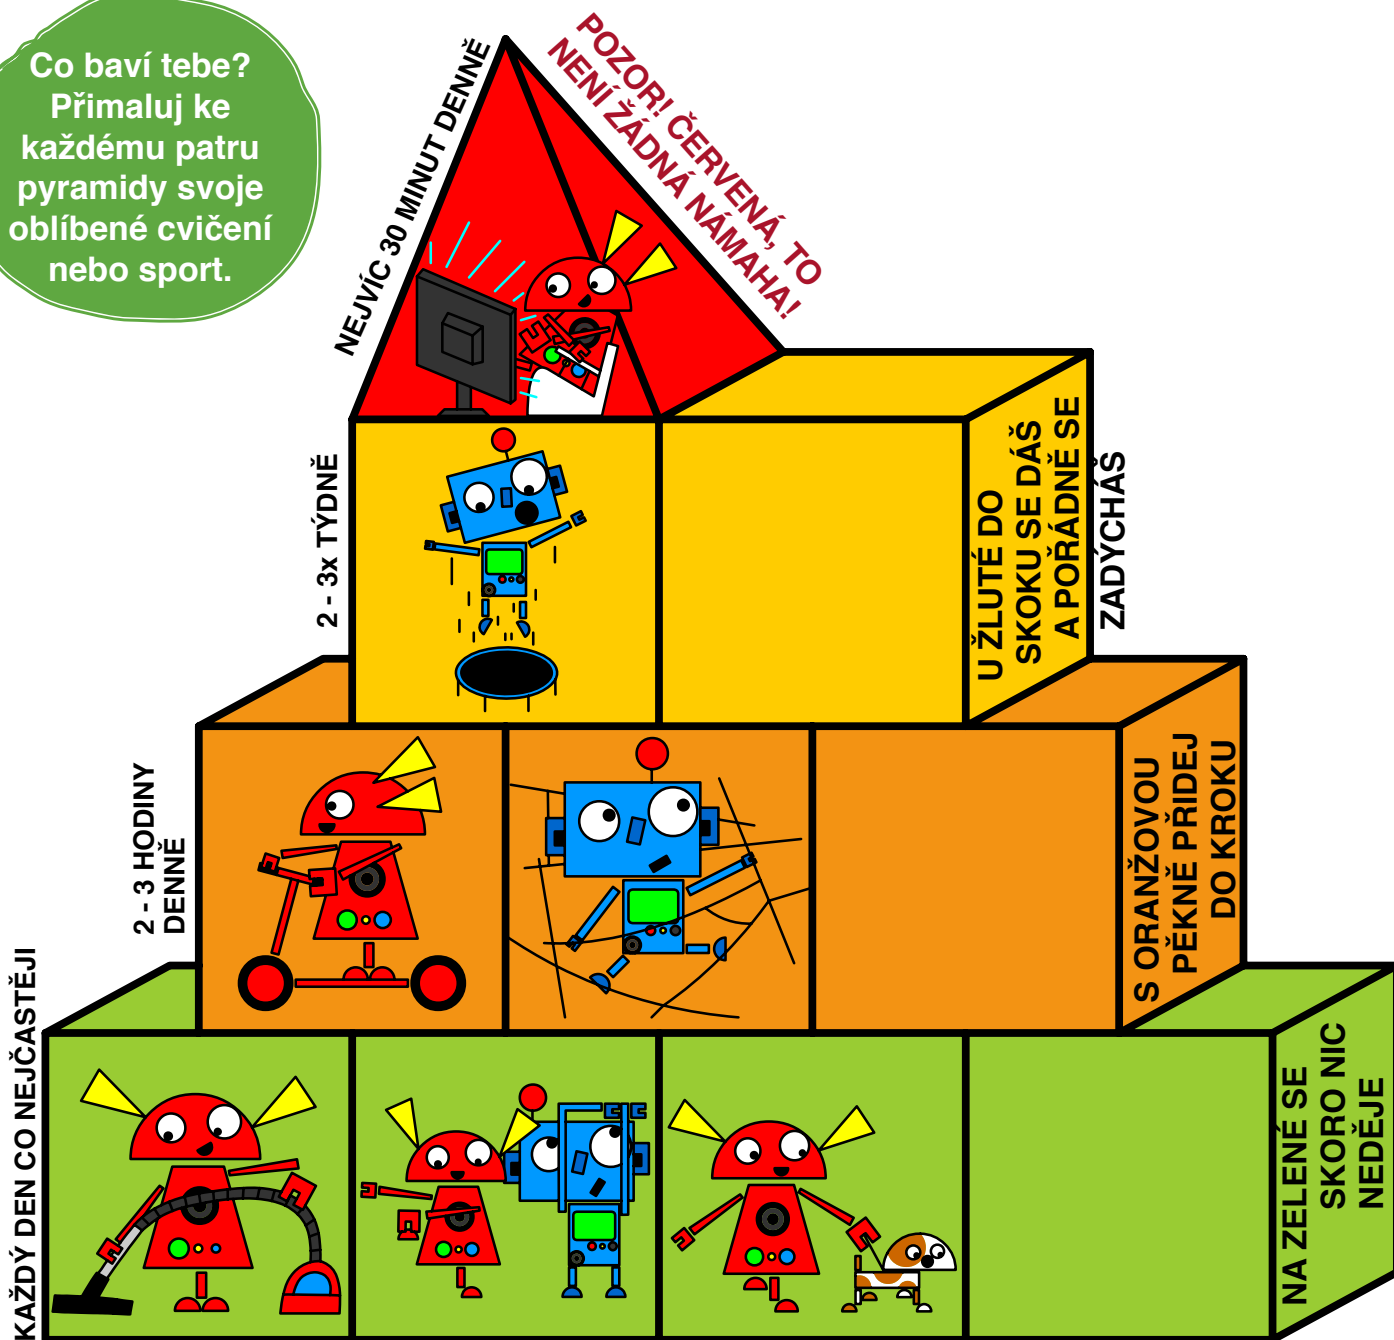 Co baví tebe?
Přimaluj ke
každému patru
pyramidy svoje
oblíbené cvičení
nebo sport.
NEJVÍC 30 MINUT DENNĚ
POZOR! ČERVENÁ, TO
NENÍ ŽÁDNÁ NÁMAHA!
2 - 3x TÝDNĚ
U ŽLUTÉ DO
SKOKU SE DÁŠ
A POŘÁDNĚ SE
ZADÝCHÁŠ
2 - 3 HODINY
DENNĚ
S ORANŽOVOU
PĚKNĚ PŘIDEJ
DO KROKU
KAŽDÝ DEN CO NEJČASTĚJI
NA ZELENÉ SE
SKORO NIC
NEDĚJE